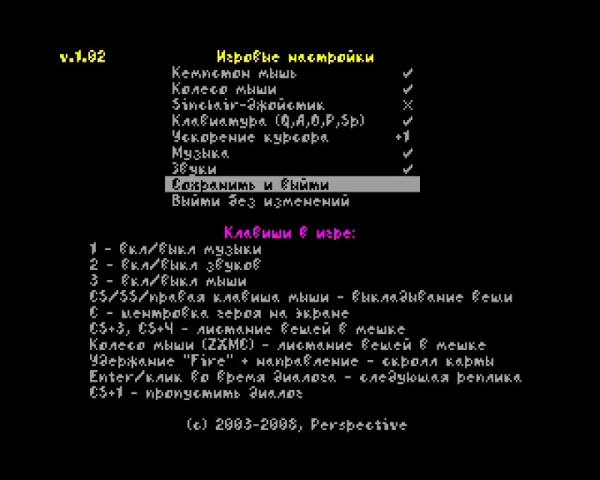 v.1.02 Игровые настройки
Кемпстон мышь ✓
Колесо мыши ✓
Sinclair-джойстик ×
Клавиатура (Q,A,O,P,Sp) ✓
Ускорение курсора +1
Музыка ✓
Звуки ✓
Сохранить и выйти
Выйти без изменений
Клавиши в игре:
1 - вкл/выкл музыки
2 - вкл/выкл звуков
3 - вкл/выкл мыши
CS/SS/правая клавиша мыши - выкладывание вещи
C - центровка героя на экране
CS+3, CS+4 - листание вещей в мешке
Колесо мыши (ZXMC) - листание вещей в мешке
Удержание "Fire" + направление - скролл карты
Enter/клик во время диалога - следующая реплика
CS+1 - пропустить диалог
(c) 2003-2008, Perspective